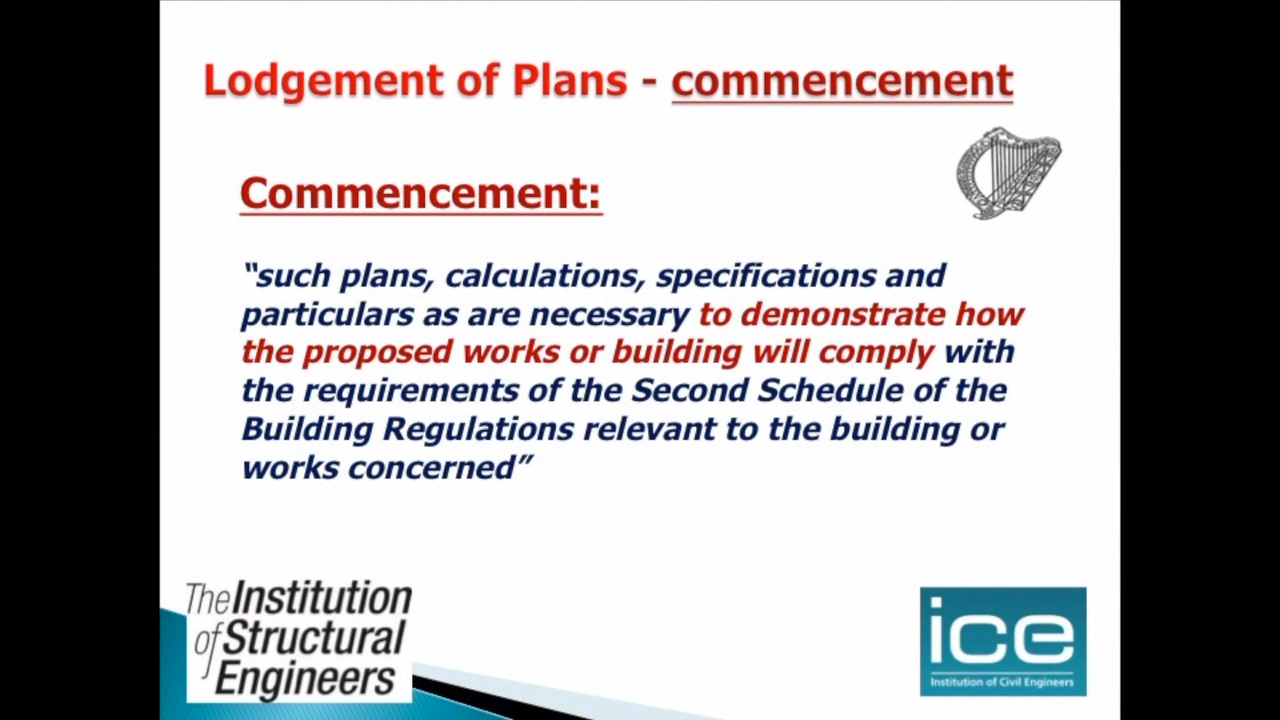 Lodgement of Plans - commencement
Commencement:
“such plans, calculations, specifications and
particulars as are necessary to demonstrate how
the proposed works or building will comply with
the requirements of the Second Schedule of the
Building Regulations relevant to the building or
works concerned”
The Institution
of Structural
Engineers
ice
Institution of Civil Engineers